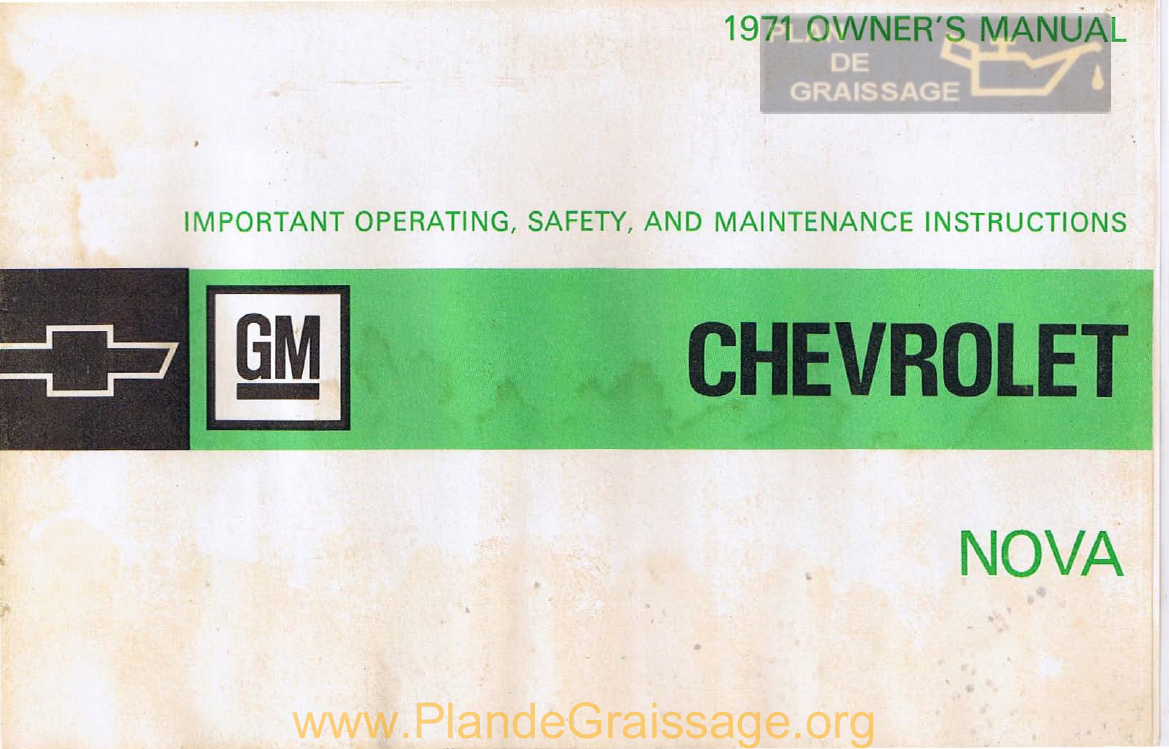 1971 OWNER'S MANUAL
PLAN
DE
GRAISSAGE
IMPORTANT OPERATING, SAFETY, AND MAINTENANCE INSTRUCTIONS
GM
CHEVROLET
NOVA
www.PlandeGraissage.org